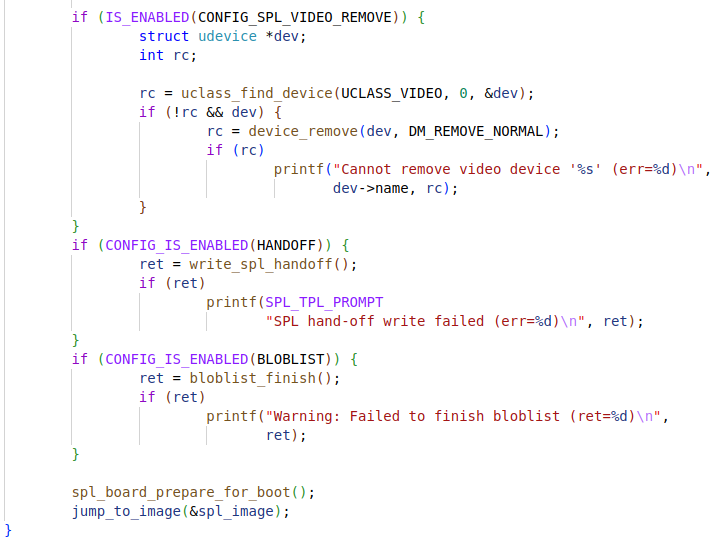 if (IS_ENABLED(CONFIG_SPL_VIDEO_REMOVE)) {
struct udevice *dev;
int rc;
rc = uclass_find_device(UCLASS_VIDEO, 0, &dev);
if (!rc && dev) {
rc = device_remove(dev, DM_REMOVE_NORMAL);
if (rc)
printf("Cannot remove video device '%s' (err=%d)\n",
dev->name, rc);
}
}
if (CONFIG_IS_ENABLED(HANDOFF)) {
ret = write_spl_handoff();
if (ret)
printf(SPL_TPL_PROMPT
"SPL hand-off write failed (err=%d)\n", ret);
}
if (CONFIG_IS_ENABLED(BLOBLIST)) {
ret = bloblist_finish();
if (ret)
printf("Warning: Failed to finish bloblist (ret=%d)\n",
ret);
}
spl_board_prepare_for_boot();
jump_to_image(&spl_image);
}